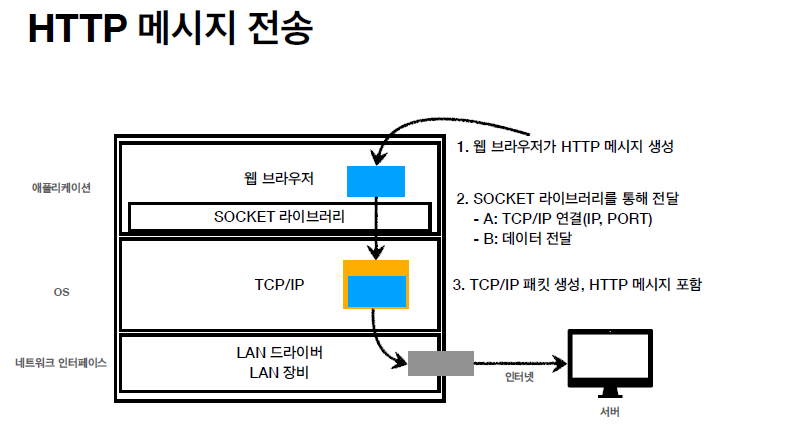 HTTP 메시지 전송
1. 웹 브라우저가 HTTP 메시지 생성
애플리케이션
웹 브라우저
SOCKET 라이브러리
2. SOCKET 라이브러리를 통해 전달
- A: TCP/IP 연결(IP, PORT)
- B: 데이터 전달
OS
TCP/IP
3. TCP/IP 패킷 생성, HTTP 메시지 포함
네트워크 인터페이스
LAN 드라이버
LAN 장비
인터넷
서버